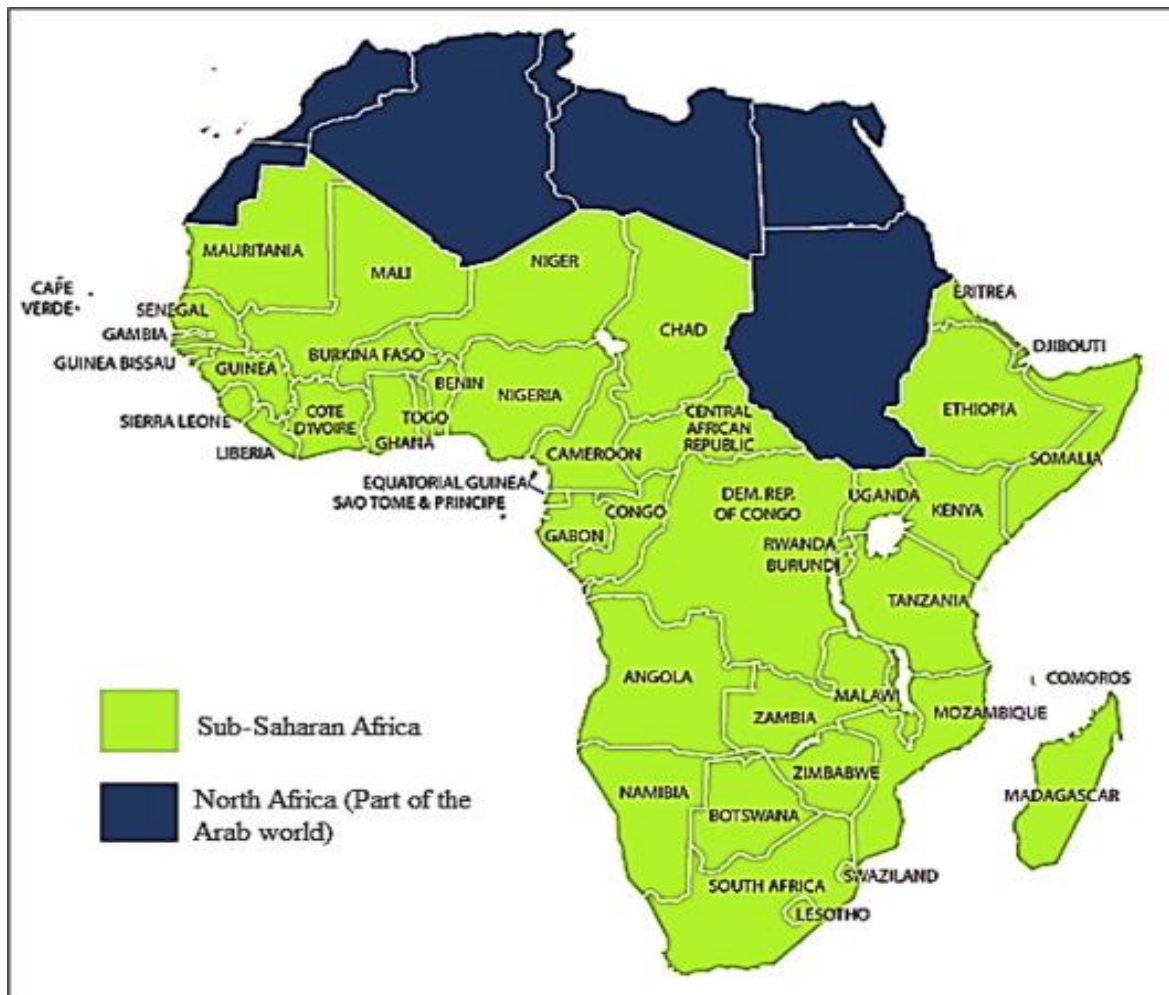 MAURITANIA
MALI
NIGER
CAPE
VERDE
SENEGAL
GAMBIA
GUINEA BISSAU
GUINEA
BURKINA FASO
CHAD
ERITREA
DJIBOUTI
BENIN
NIGERIA
SIERRA LEONE
COTE
D'IVOIRE
TOGO
GHANA
LIBERIA
CENTRAL
AFRICAN
REPUBLIC
ETHIOPIA
CAMEROON
SOMALIA
EQUATORIAL GUINEA
SAO TOME & PRINCIPE
CONGO
GABON
DEM. REP.
OF CONGO
UGANDA
KENYA
RWANDA
BURUNDI
TANZANIA
ANGOLA
MALAWI
COMOROS
ZAMBIA
MOZAMBIQUE
ZIMBABWE
MADAGASCAR
NAMIBIA
BOTSWANA
SWAZILAND
SOUTH AFRICA
LESOTHO
Sub-Saharan Africa
North Africa (Part of the
Arab world)